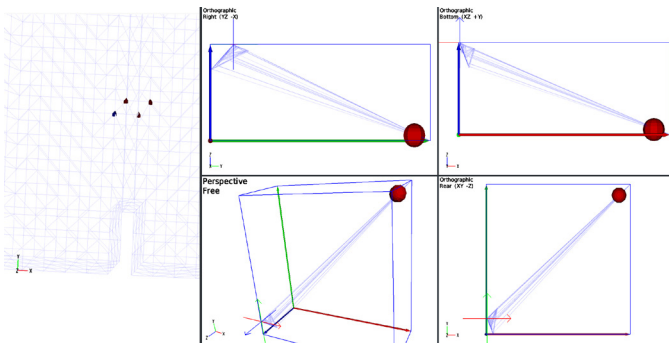 Orthographic
Right (YZ -X)
Orthographic
Bottom (XZ +Y)
Perspective
Free
Orthographic
Rear (XY -Z)
Y
Z
X
Y
X
Y
X
X